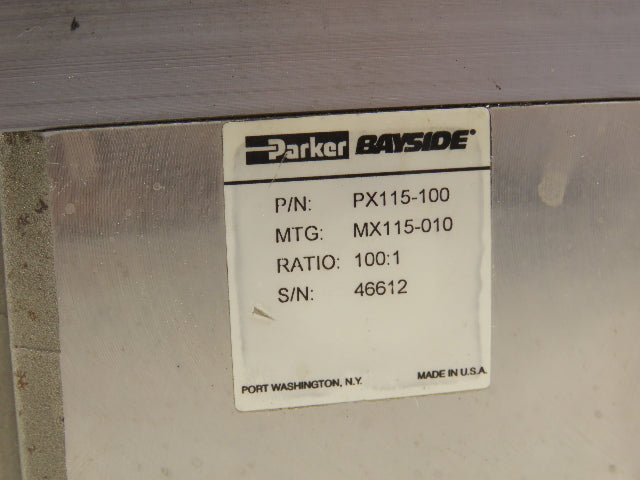 Parker BAYSIDE
P/N: PX115-100
MTG: MX115-010
RATIO: 100:1
S/N: 46612
PORT WASHINGTON, N.Y. MADE IN U.S.A.